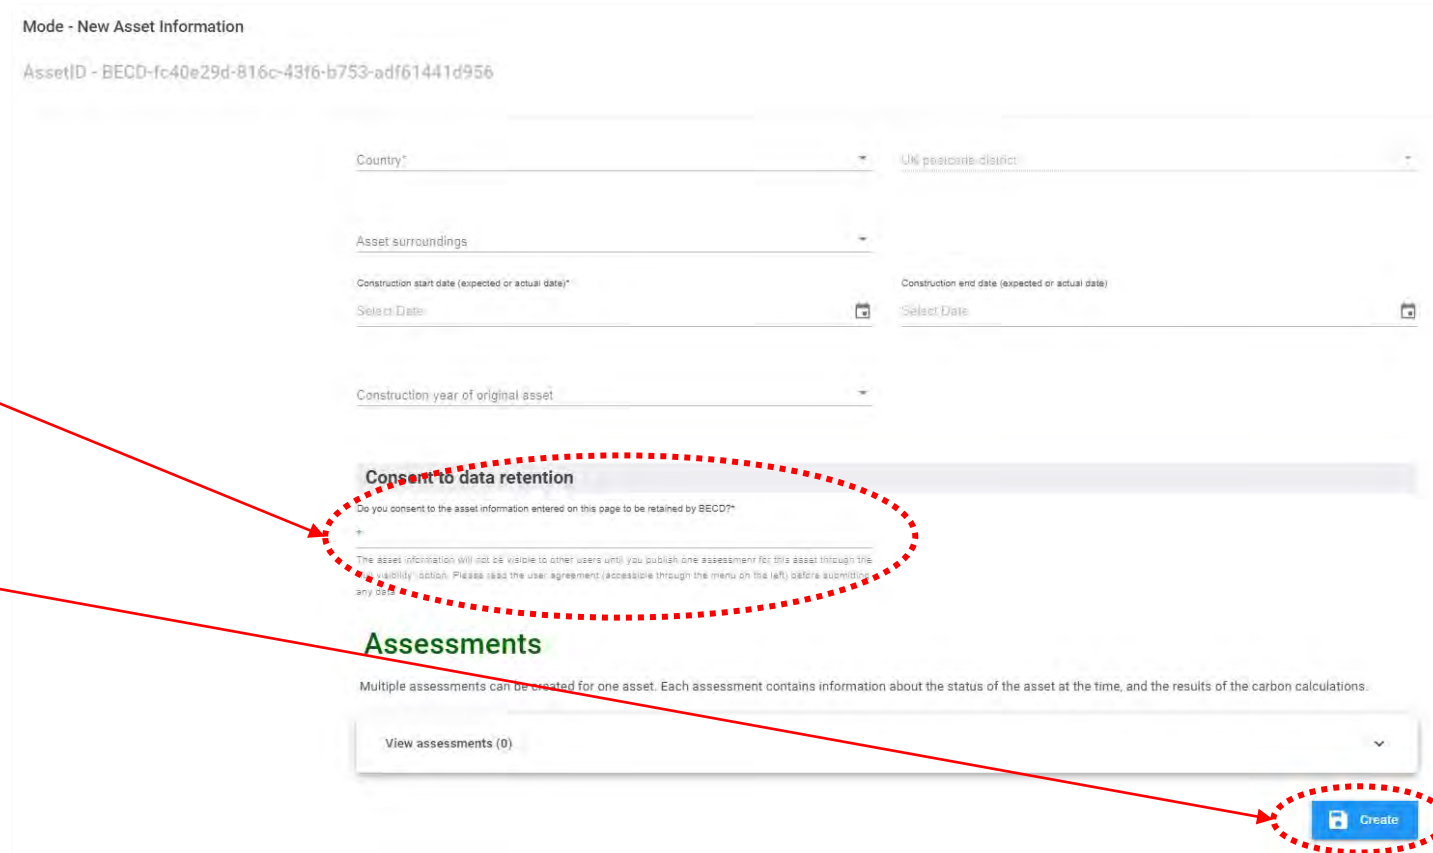 Mode - New Asset Information
AssetID - BECD-fc40e29d-816c-43f6-b753-adf61441d956
Country*
UK postcode district
Asset surroundings
Construction start date (expected or actual date)*
Construction end date (expected or actual date)
Select Date
Select Date
Construction year of original asset
Consent to data retention
Do you consent to the asset information entered on this page to be retained by BECD?*
*
The asset information will not be visible to other users until you publish one assessment for this asset through the
visibility' option. Please read the user agreement (accessible through the menu on the left) before submitting
any data
Assessments
Multiple assessments can be created for one asset. Each assessment contains information about the status of the asset at the time, and the results of the carbon calculations.
View assessments (0)
Create